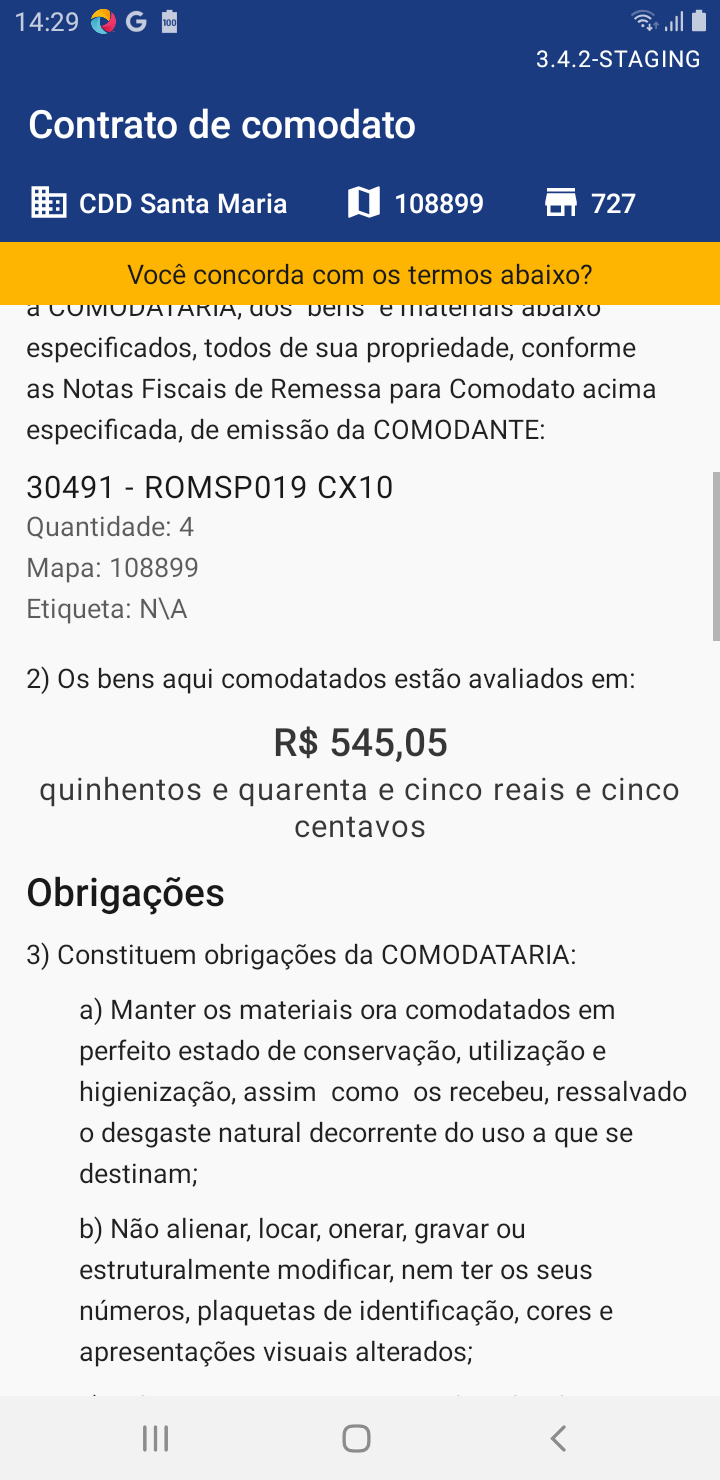 14:29 G 100
3.4.2-STAGING
Contrato de comodato
CDD Santa Maria 108899 727
Você concorda com os termos abaixo?
a COMODATARIA, dos bens e materiais abaixo
especificados, todos de sua propriedade, conforme
as Notas Fiscais de Remessa para Comodato acima
especificada, de emissão da COMODANTE:
30491 - ROMSP019 CX10
Quantidade: 4
Mapa: 108899
Etiqueta: N\A
2) Os bens aqui comodatados estão avaliados em:
R$ 545,05
quinhentos e quarenta e cinco reais e cinco
centavos
Obrigações
3) Constituem obrigações da COMODATARIA:
a) Manter os materiais ora comodatados em
perfeito estado de conservação, utilização e
higienização, assim como os recebeu, ressalvado
o desgaste natural decorrente do uso a que se
destinam;
b) Não alienar, locar, onerar, gravar ou
estruturalmente modificar, nem ter os seus
números, plaquetas de identificação, cores e
apresentações visuais alterados;